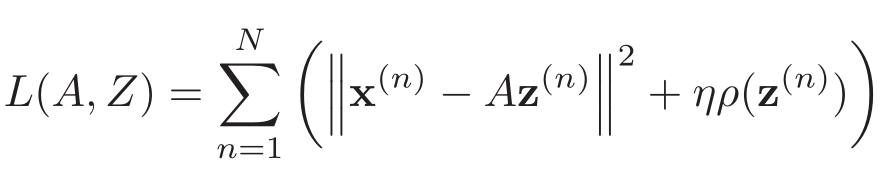 L(A, Z) = \sum_{n=1}^{N} \left( \left\| \mathbf{x}^{(n)} - A\mathbf{z}^{(n)} \right\|^2 + \eta\rho(\mathbf{z}^{(n)}) \right)